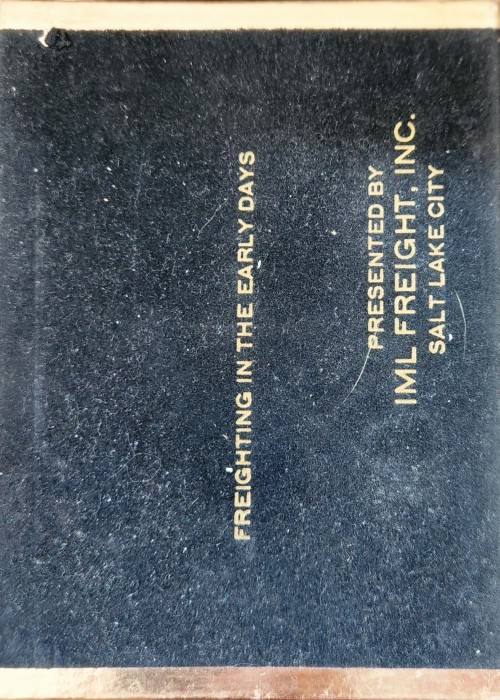 FREIGHTING IN THE EARLY DAYS
PRESENTED BY
IML FREIGHT, INC.
SALT LAKE CITY